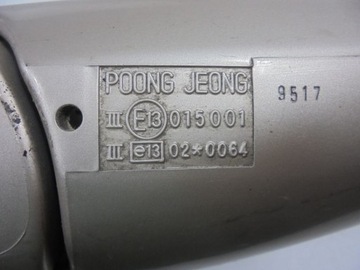 POONG JEONG
9517
III E13 015001
III e13 02*0064